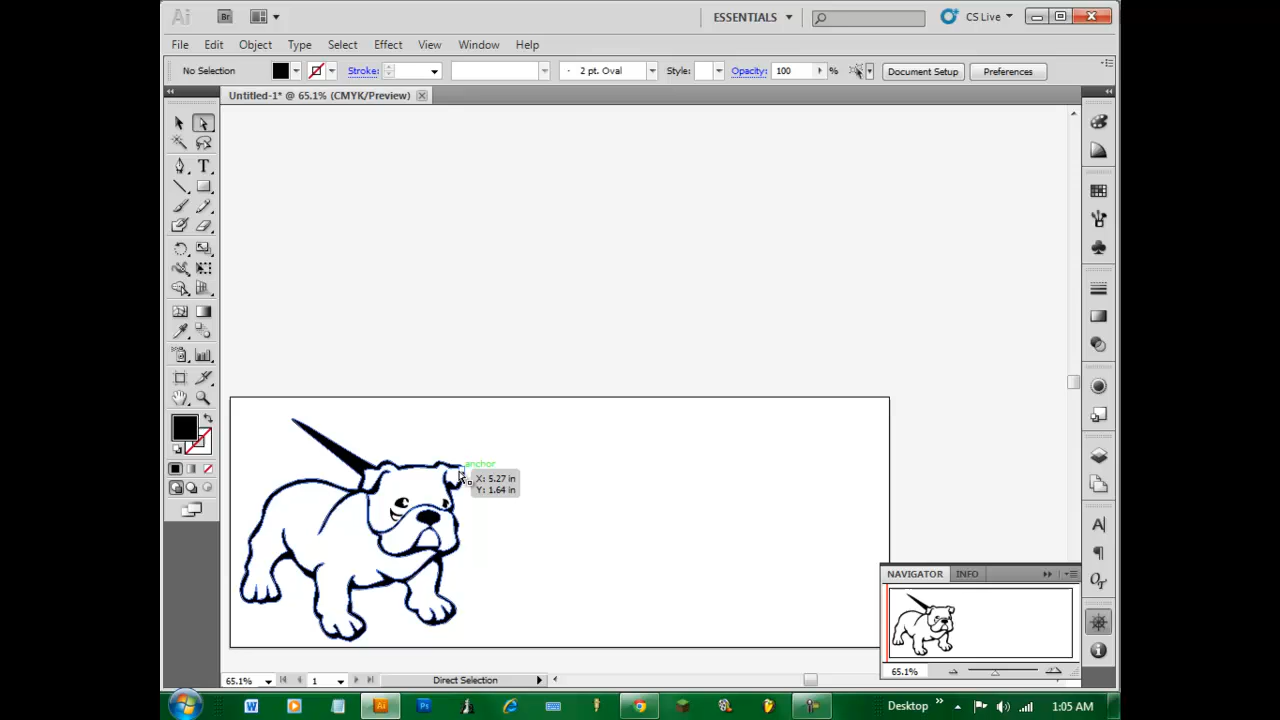 Ai Br ESSENTIALS CS Live
File Edit Object Type Select Effect View Window Help
No Selection Stroke: 2 pt. Oval Style: Opacity: 100 % Document Setup Preferences
Untitled-1* @ 65.1% (CMYK/Preview)
anchor
X: 5.27 in
Y: 1.64 in
NAVIGATOR INFO
65.1%
65.1% 1 Direct Selection
Desktop 1:05 AM